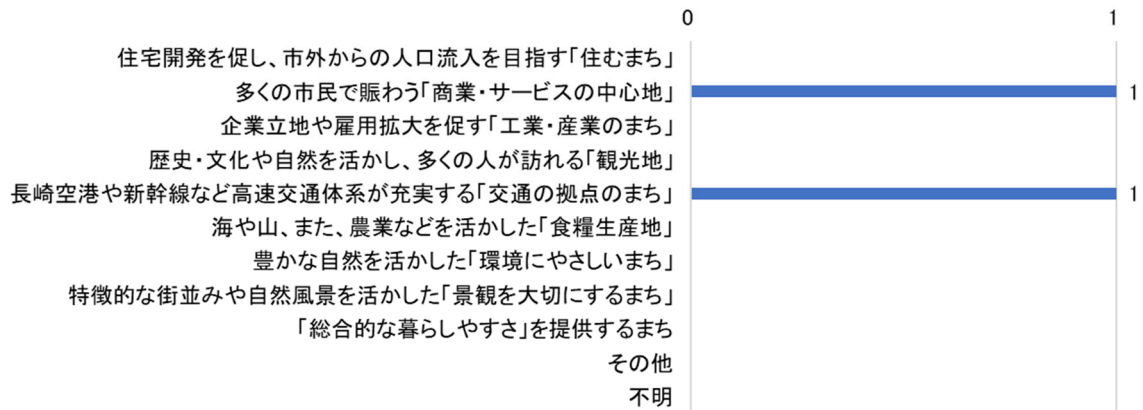 0 1
住宅開発を促し、市外からの人口流入を目指す「住むまち」
多くの市民で賑わう「商業・サービスの中心地」 1
企業立地や雇用拡大を促す「工業・産業のまち」
歴史・文化や自然を活かし、多くの人が訪れる「観光地」
長崎空港や新幹線など高速交通体系が充実する「交通の拠点のまち」 1
海や山、また、農業などを活かした「食糧生産地」
豊かな自然を活かした「環境にやさしいまち」
特徴的な街並みや自然風景を活かした「景観を大切にするまち」
「総合的な暮らしやすさ」を提供するまち
その他
不明